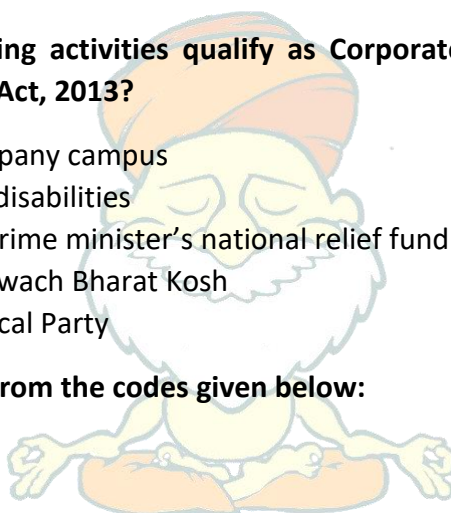 ing activities qualify as Corporate
Act, 2013?
pany campus
disabilities
rime minister's national relief fund
wach Bharat Kosh
cal Party
rom the codes given below: